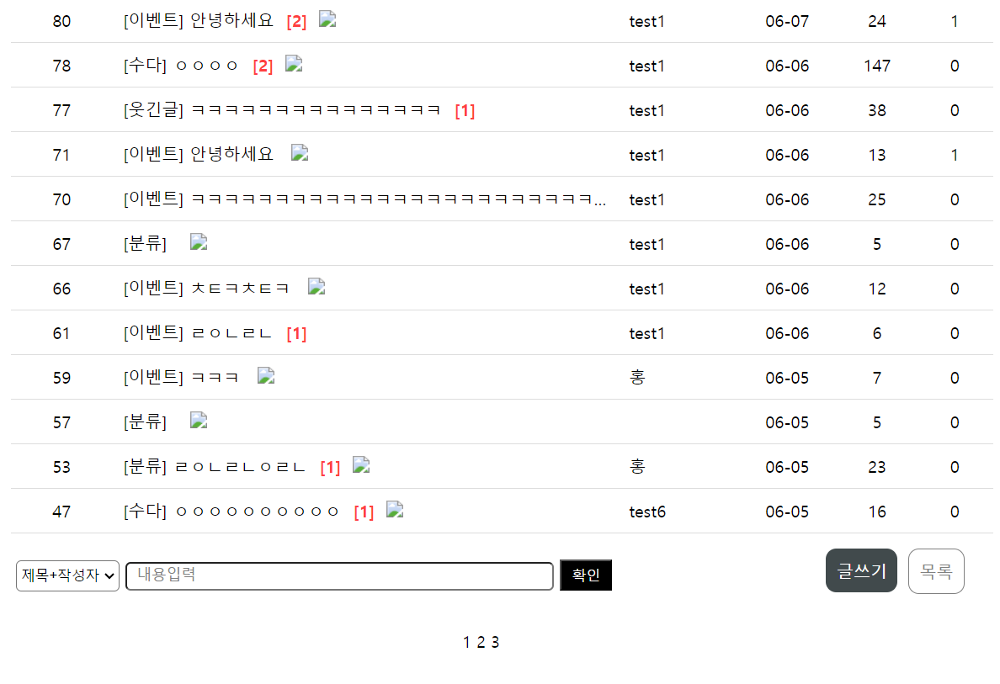 80 [이벤트] 안녕하세요 [2] test1 06-07 24 1
78 [수다] ㅇㅇㅇㅇ [2] test1 06-06 147 0
77 [웃긴글] ㅋㅋㅋㅋㅋㅋㅋㅋㅋㅋㅋㅋㅋㅋㅋ [1] test1 06-06 38 0
71 [이벤트] 안녕하세요 test1 06-06 13 1
70 [이벤트] ㅋㅋㅋㅋㅋㅋㅋㅋㅋㅋㅋㅋㅋㅋㅋㅋㅋㅋㅋㅋㅋㅋㅋㅋ... test1 06-06 25 0
67 [분류] test1 06-06 5 0
66 [이벤트] ㅊㅌㅋㅊㅌㅋ test1 06-06 12 0
61 [이벤트] ㄹㅇㄴㄹㄴ [1] test1 06-06 6 0
59 [이벤트] ㅋㅋㅋ 홍 06-05 7 0
57 [분류] 06-05 5 0
53 [분류] ㄹㅇㄴㄹㄴㅇㄹㄴ [1] 홍 06-05 23 0
47 [수다] ㅇㅇㅇㅇㅇㅇㅇㅇㅇㅇ [1] test6 06-05 16 0
제목+작성자 내용입력 확인 글쓰기 목록
1 2 3